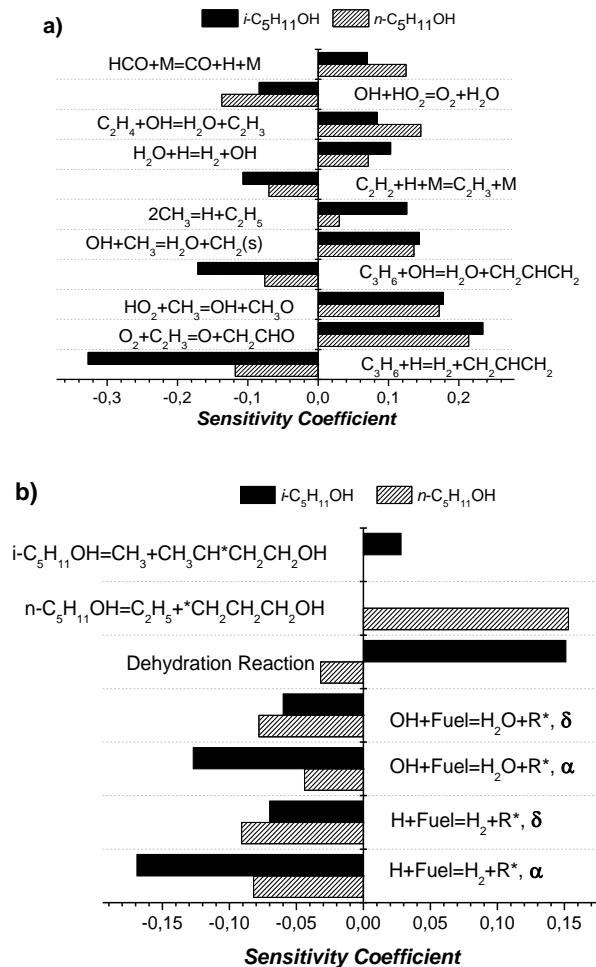 a)
i-C₅H₁₁OH n-C₅H₁₁OH
HCO+M=CO+H+M
OH+HO₂=O₂+H₂O
C₂H₄+OH=H₂O+C₂H₃
H₂O+H=H₂+OH
C₂H₂+H+M=C₂H₃+M
2CH₃=H+C₂H₅
OH+CH₃=H₂O+CH₂(s)
C₃H₆+OH=H₂O+CH₂CHCH₂
HO₂+CH₃=OH+CH₃O
O₂+C₂H₃=O+CH₂CHO
C₃H₆+H=H₂+CH₂CHCH₂
-0,3 -0,2 -0,1 0,0 0,1 0,2
Sensitivity Coefficient
b)
i-C₅H₁₁OH n-C₅H₁₁OH
i-C₅H₁₁OH=CH₃+CH₃CH*CH₂CH₂OH
n-C₅H₁₁OH=C₂H₅+*CH₂CH₂CH₂OH
Dehydration Reaction
OH+Fuel=H₂O+R*, δ
OH+Fuel=H₂O+R*, α
H+Fuel=H₂+R*, δ
H+Fuel=H₂+R*, α
-0,15 -0,10 -0,05 0,00 0,05 0,10 0,15
Sensitivity Coefficient